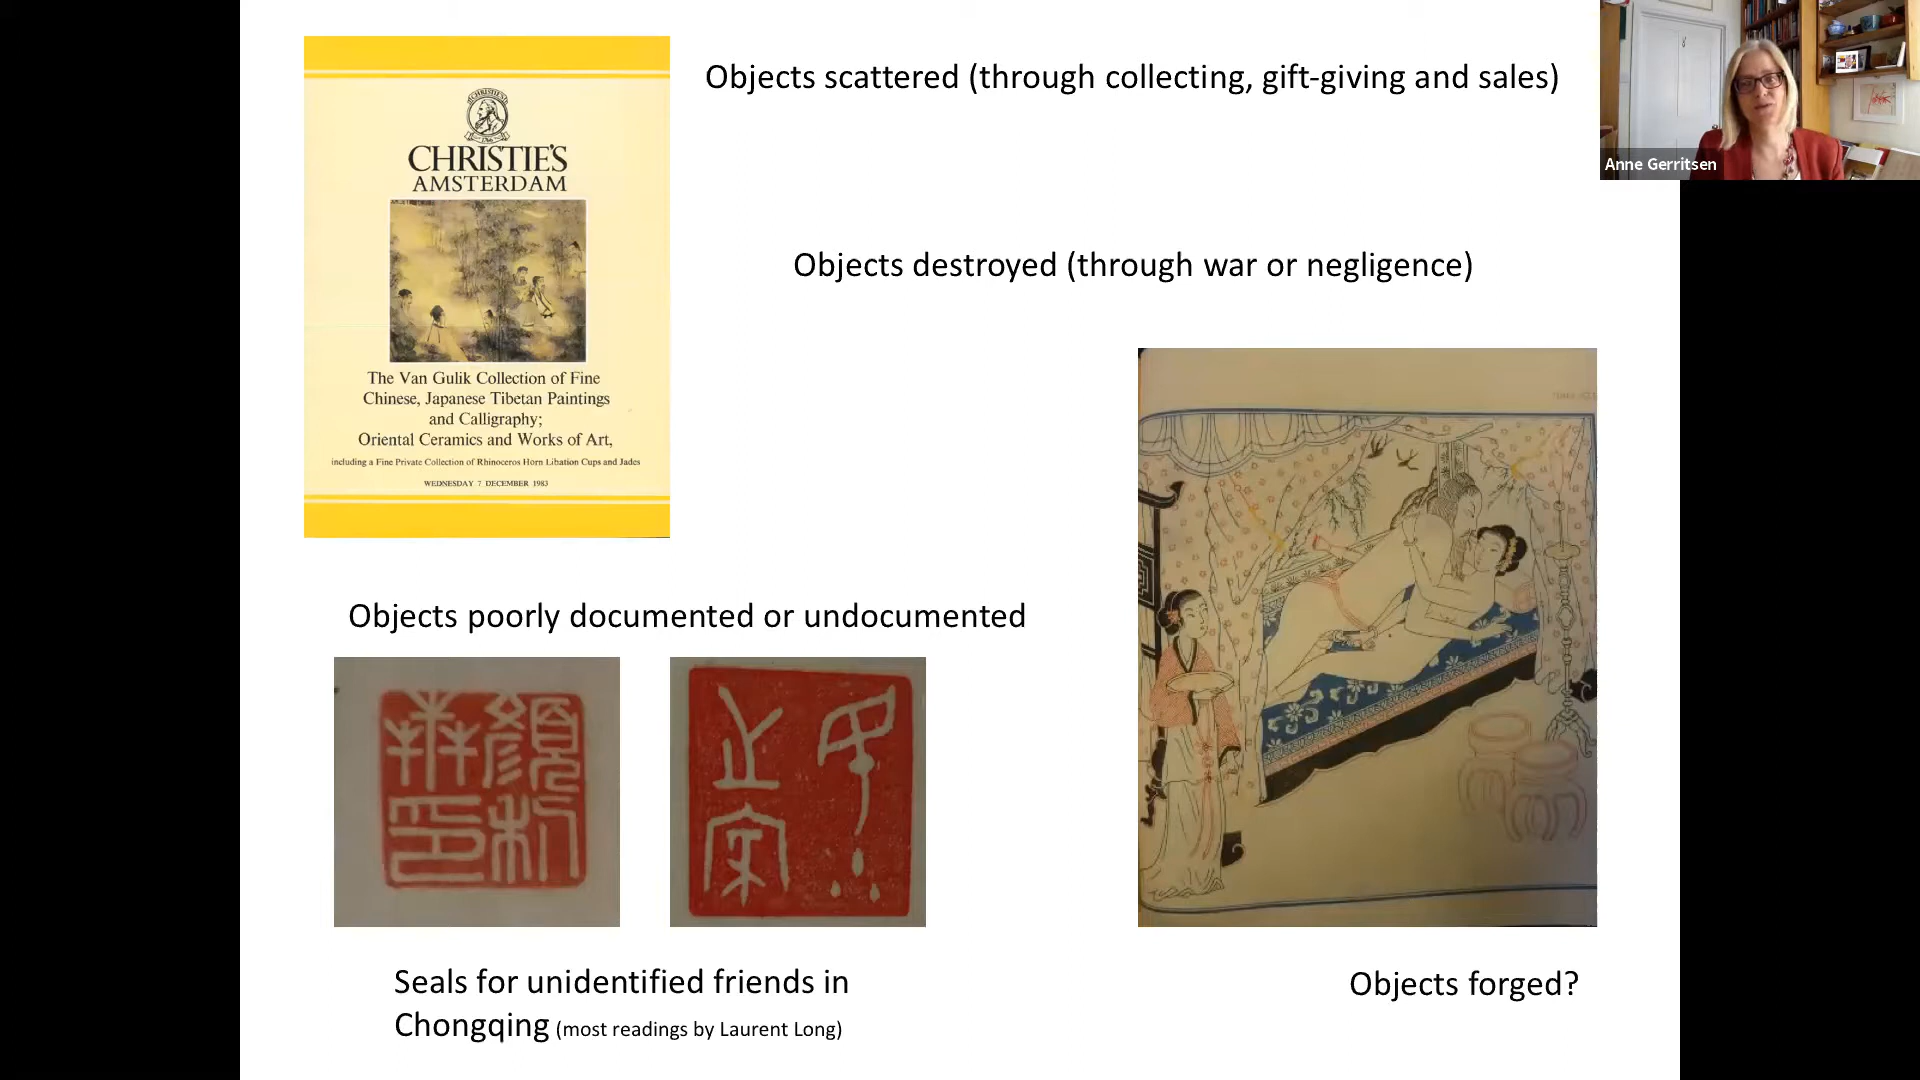 Objects scattered (through collecting, gift-giving and sales)
Anne Gerritsen
CHRISTIE'S
AMSTERDAM
The Van Gulik Collection of Fine
Chinese, Japanese Tibetan Paintings
and Calligraphy;
Oriental Ceramics and Works of Art,
including a Fine Private Collection of Rhinoceros Horn Libation Cups and Jades
WEDNESDAY 7 DECEMBER 1983
Objects destroyed (through war or negligence)
Objects poorly documented or undocumented
Seals for unidentified friends in
Chongqing (most readings by Laurent Long)
Objects forged?